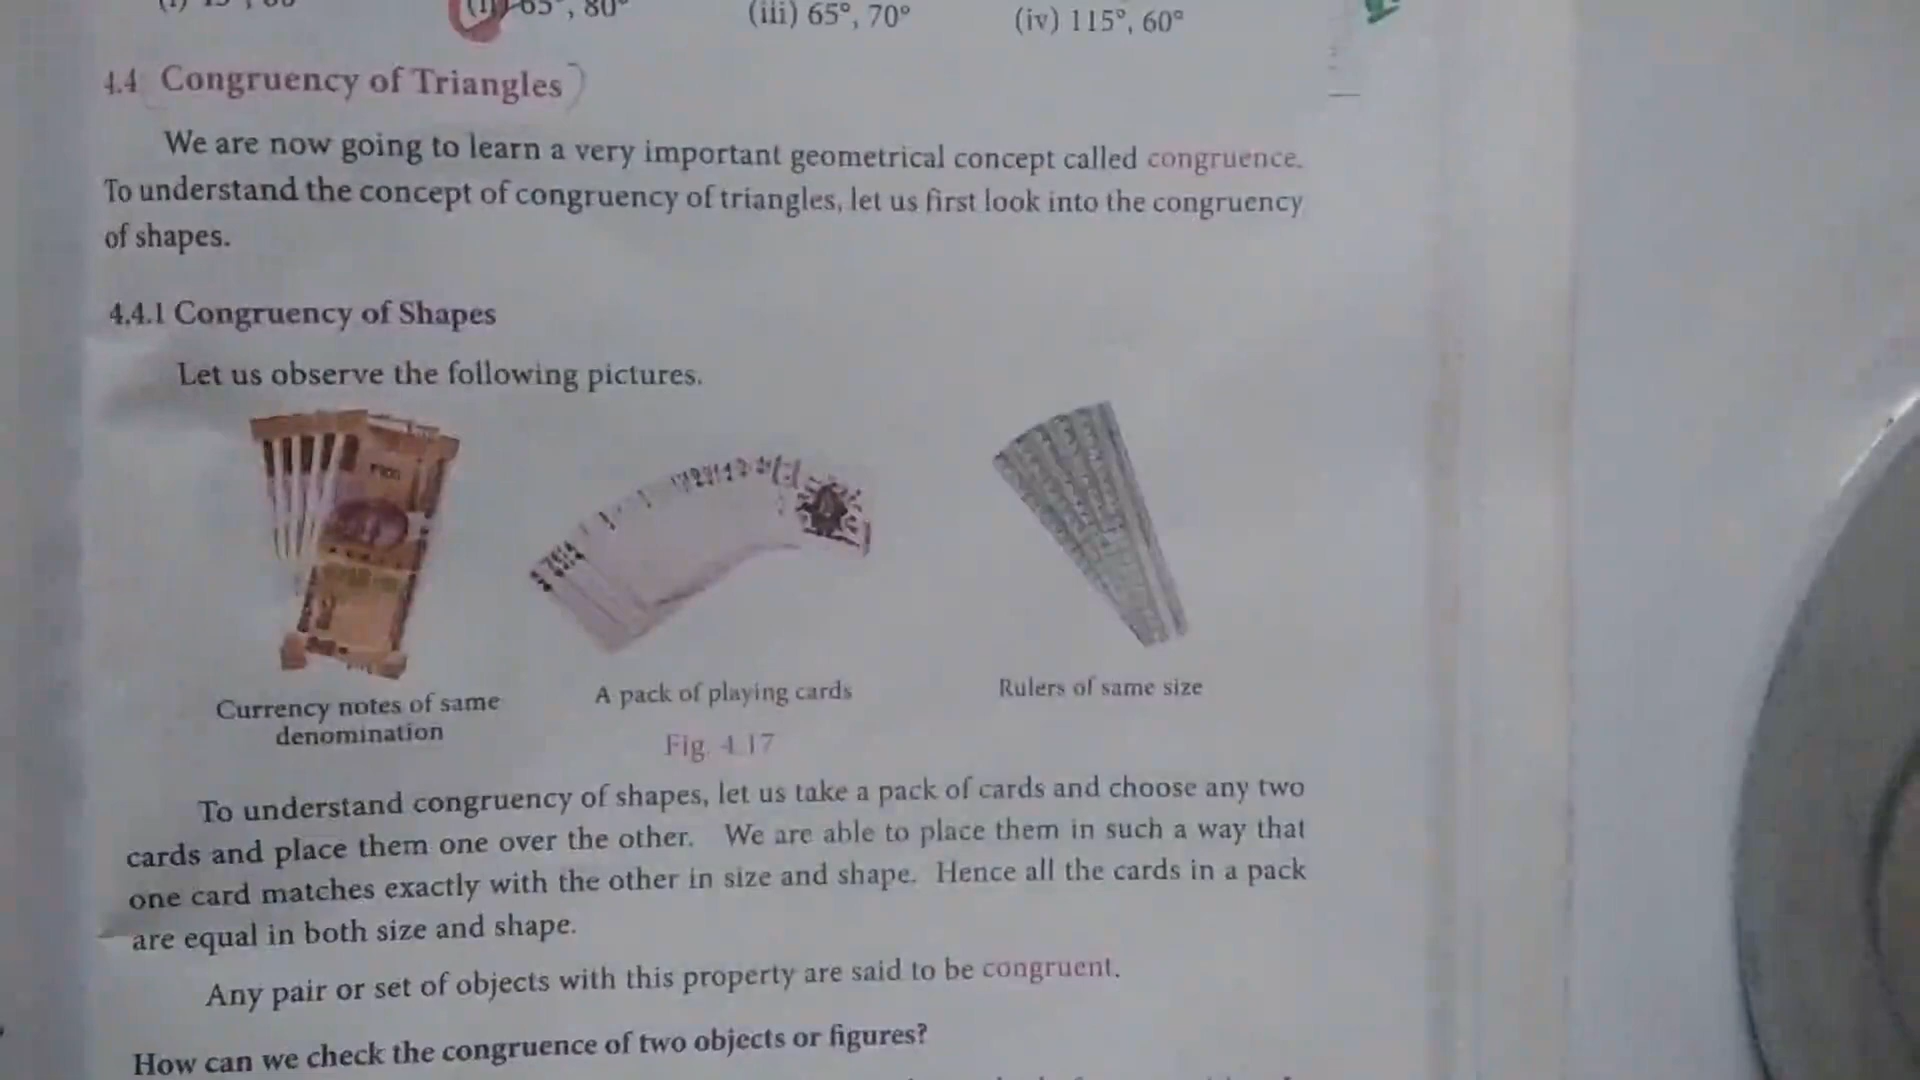 (ii) 65°, 80°
(iii) 65°, 70°
(iv) 115°, 60°
4.4 Congruency of Triangles
We are now going to learn a very important geometrical concept called congruence.
To understand the concept of congruency of triangles, let us first look into the congruency
of shapes.
4.4.1 Congruency of Shapes
Let us observe the following pictures.
Currency notes of same
denomination
A pack of playing cards
Rulers of same size
Fig. 4.17
To understand congruency of shapes, let us take a pack of cards and choose any two
cards and place them one over the other. We are able to place them in such a way that
one card matches exactly with the other in size and shape. Hence all the cards in a pack
are equal in both size and shape.
Any pair or set of objects with this property are said to be congruent.
How can we check the congruence of two objects or figures?